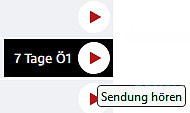 7 Tage Ö1
Sendung hören